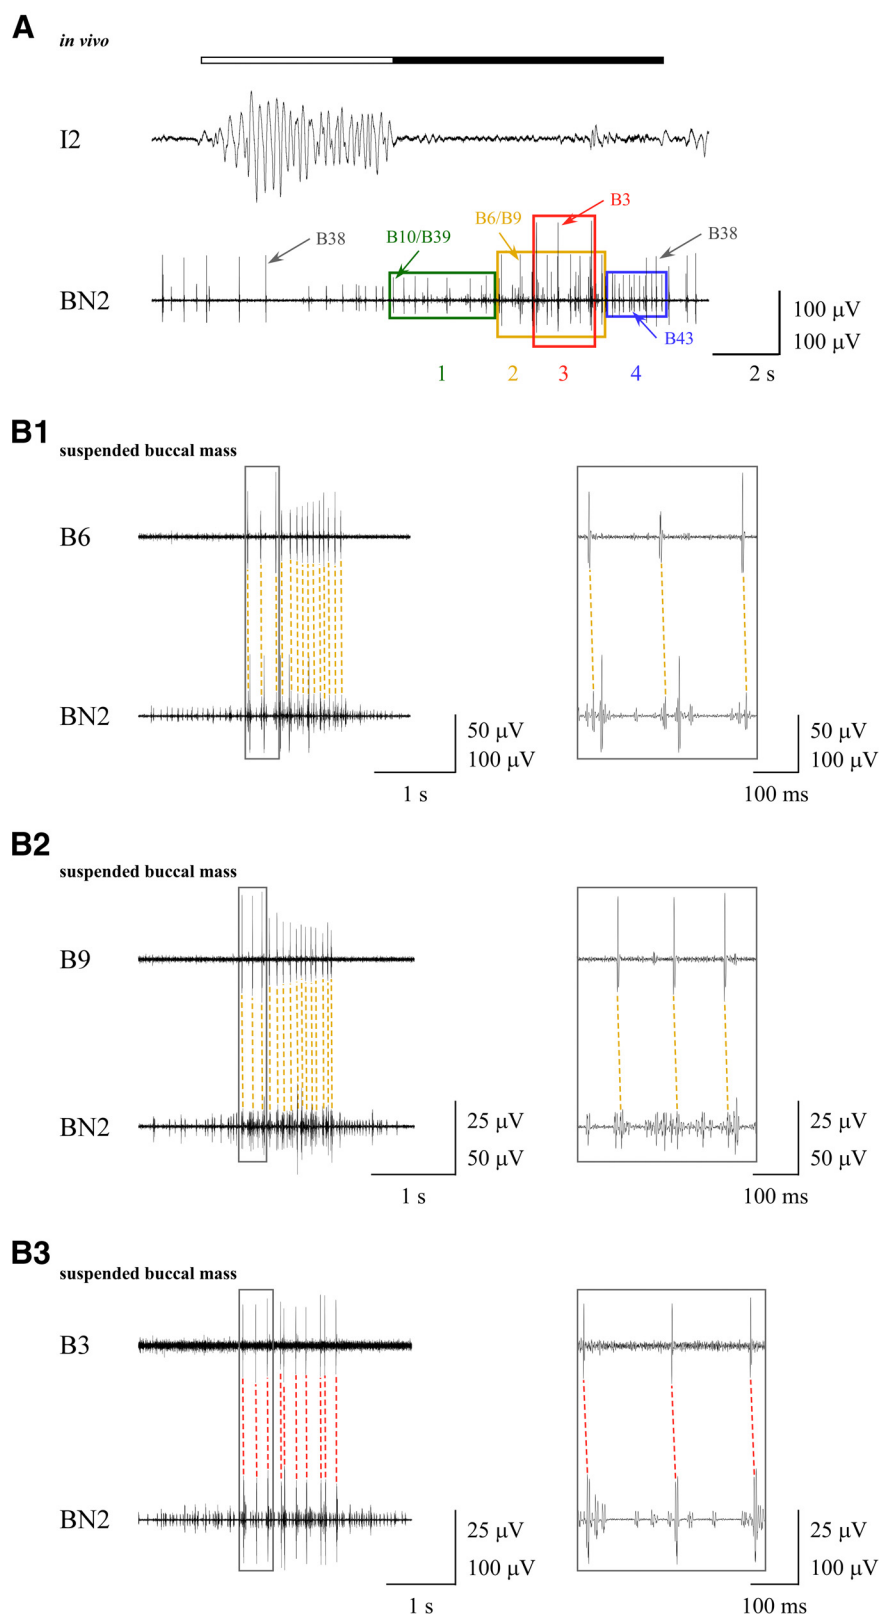 A
in vivo
I2
B3
B6/B9
B38
B10/B39
B38
BN2
100 µV
100 µV
B43
1 2 3 4 2 s
B1
suspended buccal mass
B6
BN2
50 µV
100 µV
1 s
50 µV
100 µV
100 ms
B2
suspended buccal mass
B9
BN2
25 µV
50 µV
1 s
25 µV
50 µV
100 ms
B3
suspended buccal mass
B3
BN2
25 µV
100 µV
1 s
25 µV
100 µV
100 ms